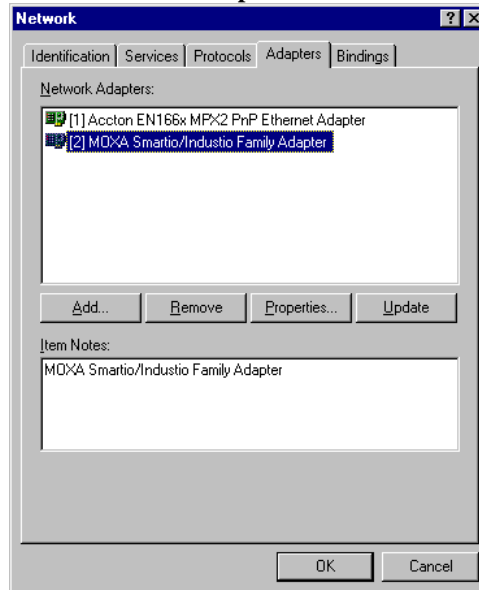 Network
Identification Services Protocols Adapters Bindings
Network Adapters:
[1] Accton EN166x MPX2 PnP Ethernet Adapter
[2] MOXA Smartio/Industio Family Adapter
Add... Remove Properties... Update
Item Notes:
MOXA Smartio/Industio Family Adapter
OK Cancel